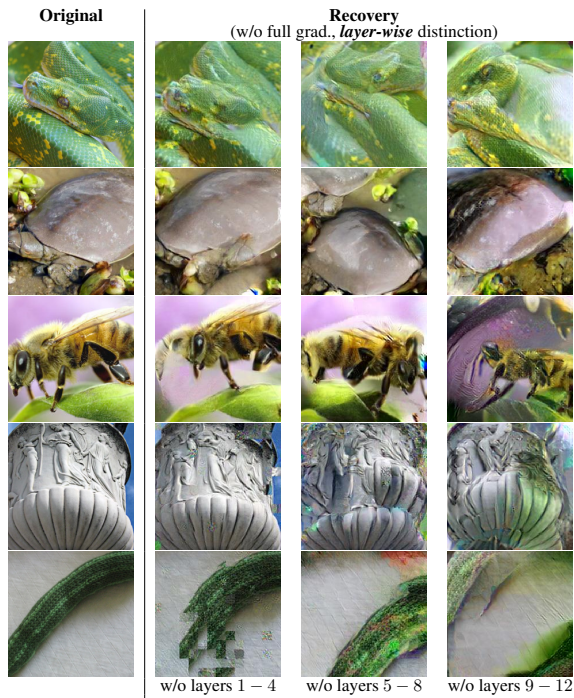 Original
Recovery
(w/o full grad., layer-wise distinction)
w/o layers 1 − 4
w/o layers 5 − 8
w/o layers 9 − 12